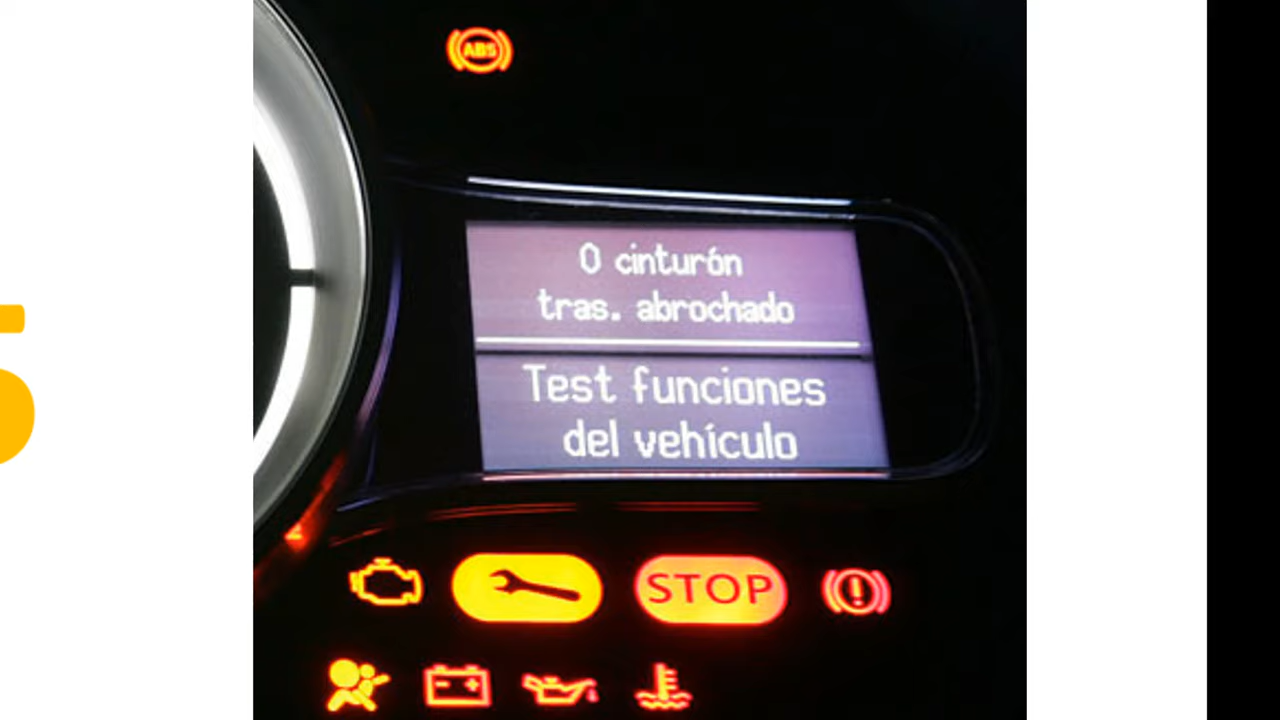 ABS
0 cinturón
tras. abrochado
Test funciones
del vehículo
STOP